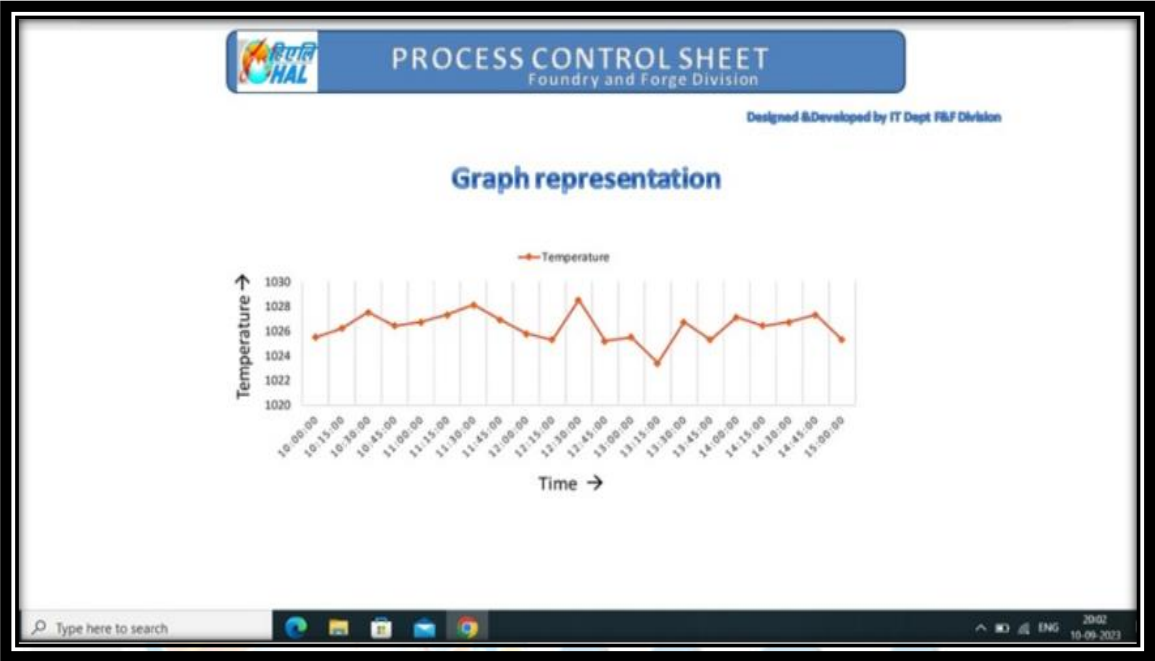 हिएलि
HAL
PROCESS CONTROL SHEET
Foundry and Forge Division
Designed &Developed by IT Dept F&F Division
Graph representation
Temperature
Temperature →
1030
1028
1026
1024
1022
1020
10:00:00 10:15:00 10:30:00 10:45:00 11:00:00 11:15:00 11:30:00 11:45:00 12:00:00 12:15:00 12:30:00 12:45:00 13:00:00 13:15:00 13:30:00 13:45:00 14:00:00 14:15:00 14:30:00 14:45:00 15:00:00
Time →
Type here to search
ENG
20:02
10-09-2023